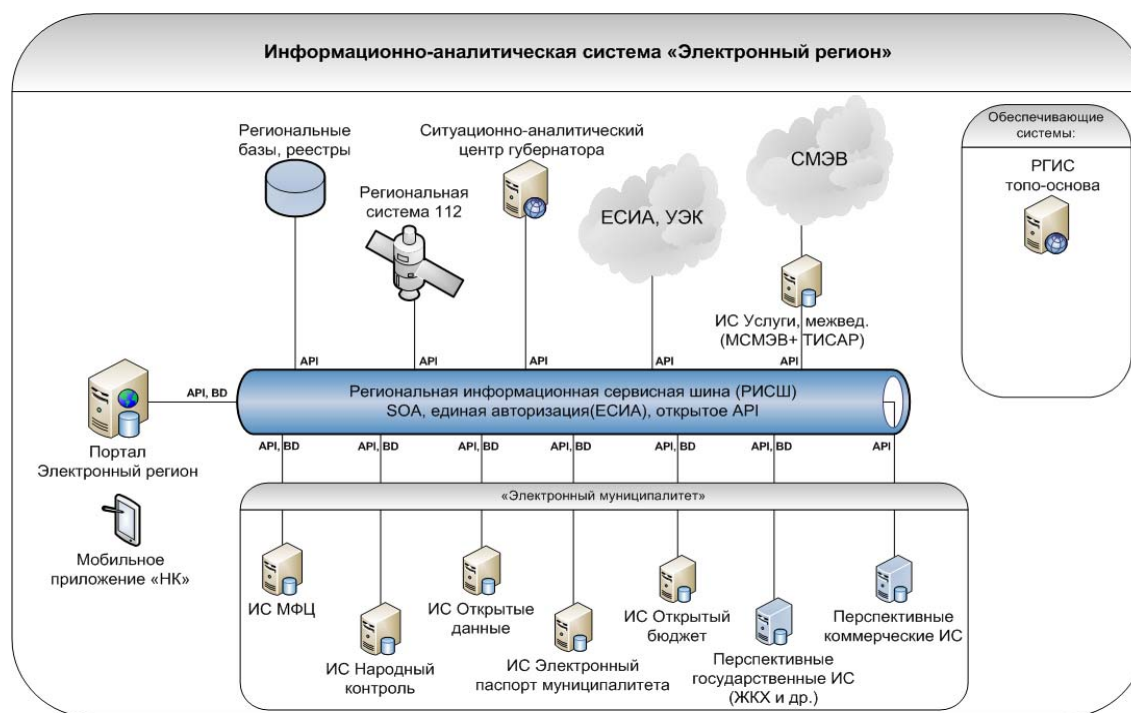 Информационно-аналитическая система «Электронный регион»
Региональные
базы, реестры
Региональная
система 112
Ситуационно-аналитический
центр губернатора
ЕСИА, УЭК
СМЭВ
ИС Услуги, межвед.
(МСМЭВ+ ТИСАР)
Обеспечивающие
системы:
РГИС
топо-основа
API
API
API
API
API
API, BD
Региональная информационная сервисная шина (РИСШ)
SOA, единая авторизация(ЕСИА), открытое API
Портал
Электронный регион
Мобильное
приложение «НК»
API, BD
API, BD
API, BD
API, BD
API, BD
API, BD
API
«Электронный муниципалитет»
ИС МФЦ
ИС Народный
контроль
ИС Открытые
данные
ИС Электронный
паспорт муниципалитета
ИС Открытый
бюджет
Перспективные
государственные ИС
(ЖКХ и др.)
Перспективные
коммерческие ИС